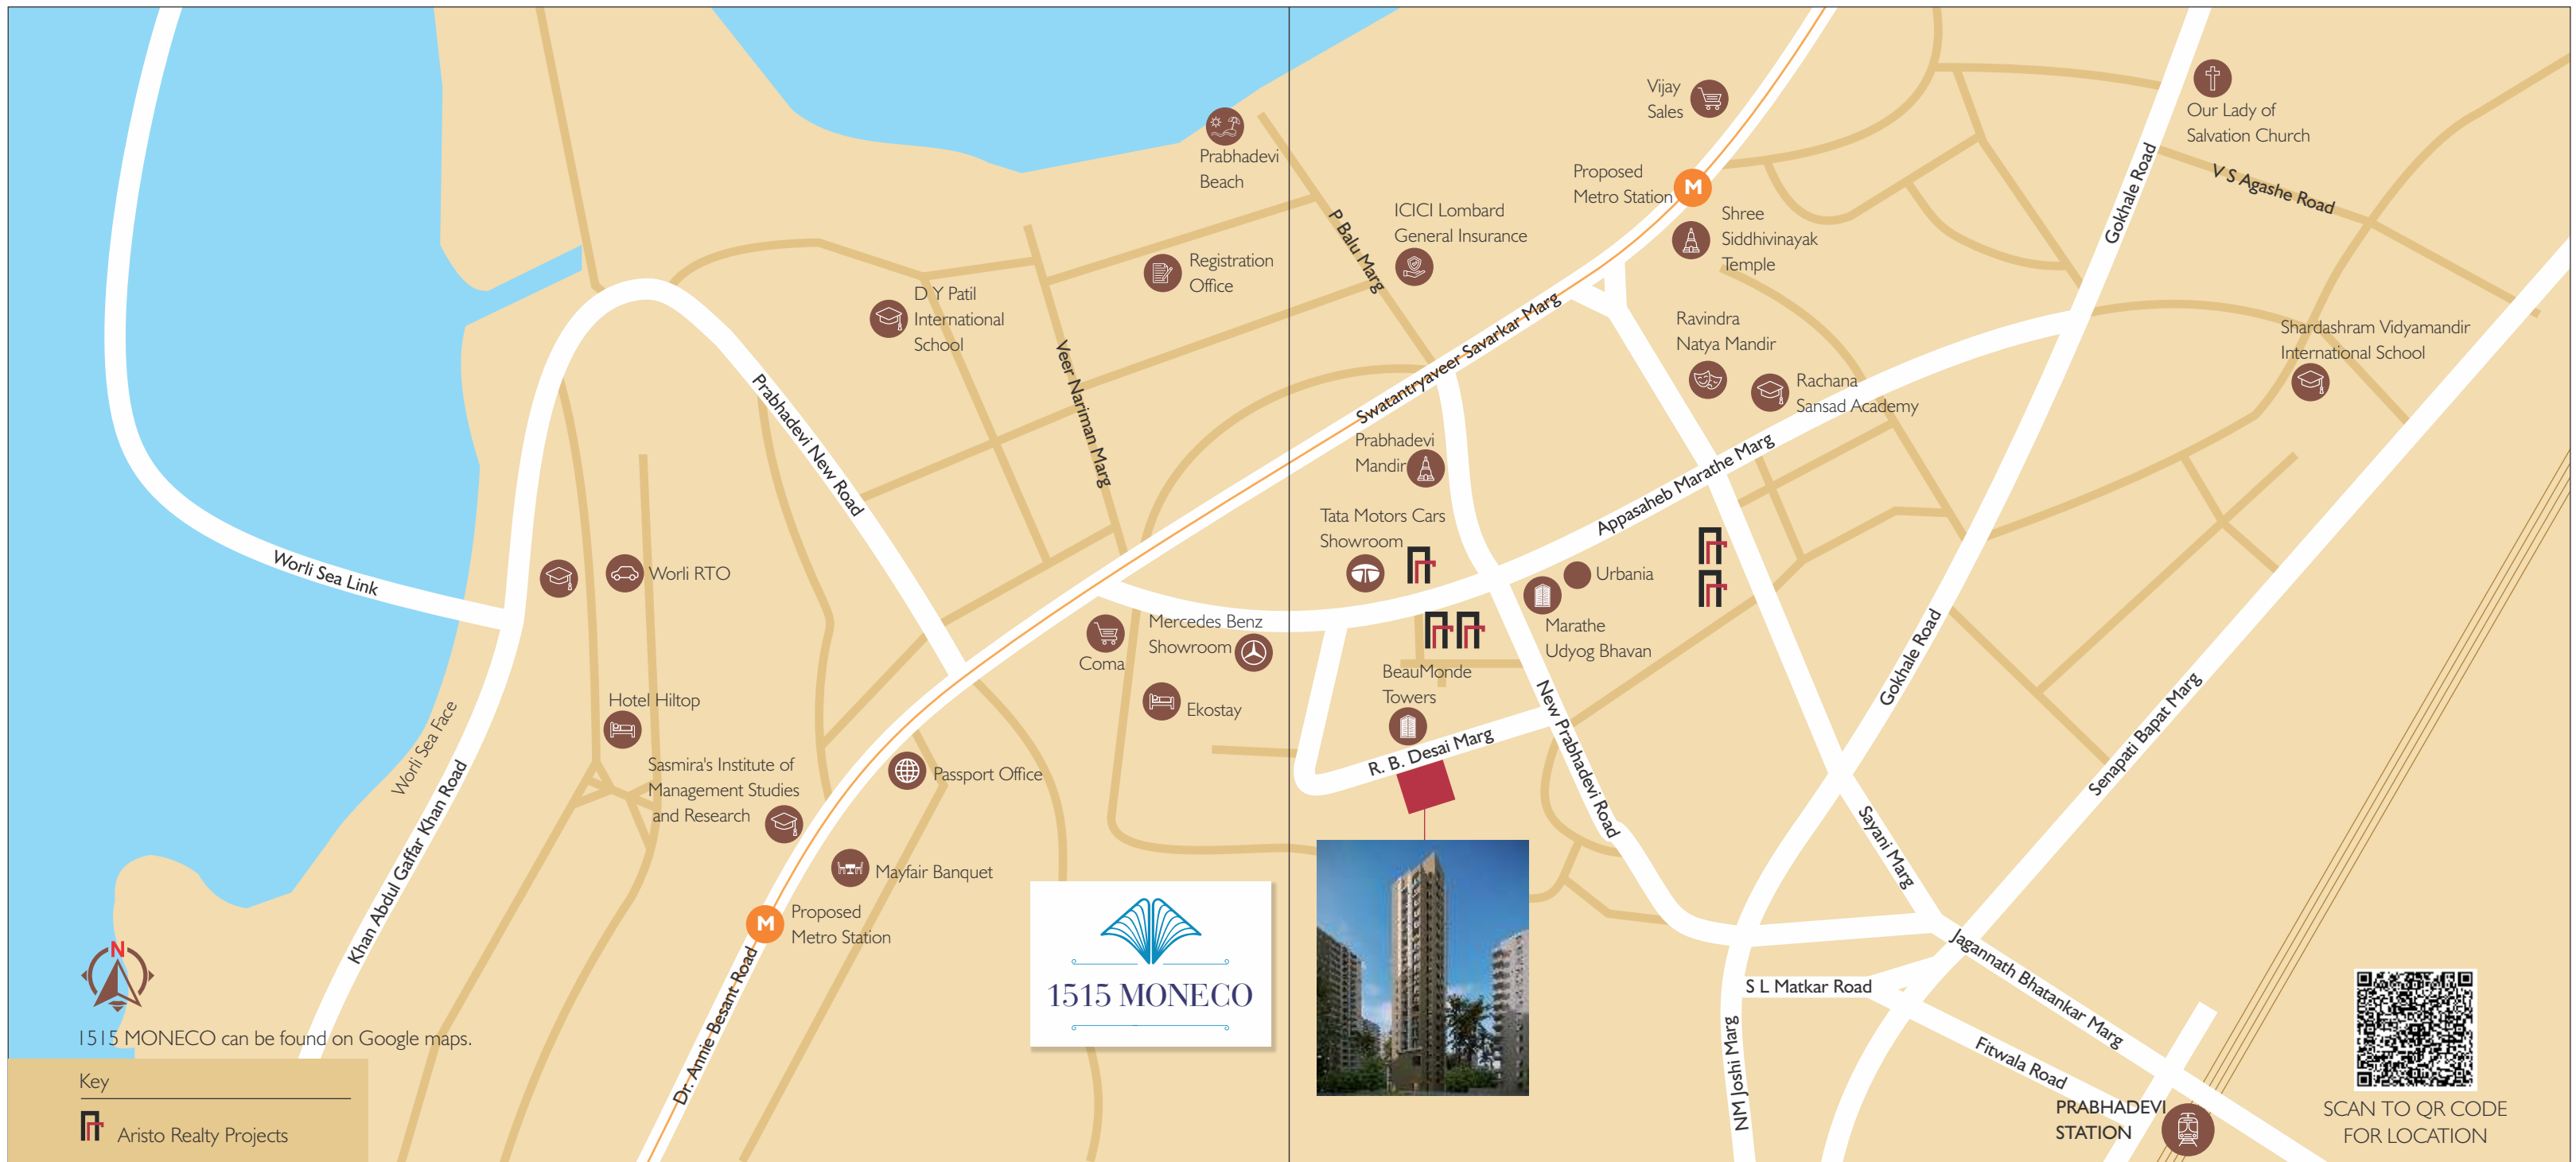 Vijay
Sales
Our Lady of
Salvation Church
Prabhadevi
Beach
Proposed
Metro Station
M
V S Agashe Road
Gokhale Road
ICICI Lombard
General Insurance
P Balu Marg
Shree
Siddhivinayak
Temple
Registration
Office
D Y Patil
International
School
Swatantryaveer Savarkar Marg
Ravindra
Natya Mandir
Shardashram Vidyamandir
International School
Veer Nariman Marg
Prabhadevi New Road
Rachana
Sansad Academy
Prabhadevi
Mandir
Appasaheb Marathe Marg
Tata Motors Cars
Showroom
Worli Sea Link
Worli RTO
Urbania
Mercedes Benz
Showroom
Coma
Marathe
Udyog Bhavan
BeauMonde
Towers
Gokhale Road
Hotel Hiltop
Ekostay
New Prabhadevi Road
Senapati Bapat Marg
Worli Sea Face
R. B. Desai Marg
Sasmira's Institute of
Management Studies
and Research
Passport Office
Khan Abdul Gaffar Khan Road
Sayani Marg
Mayfair Banquet
M
Proposed
Metro Station
Dr. Annie Besant Road
1515 MONECO
Jagannath Bhatankar Marg
S L Matkar Road
NM Joshi Marg
Fitwala Road
PRABHADEVI
STATION
N
1515 MONECO can be found on Google maps.
Key
Aristo Realty Projects
SCAN TO QR CODE
FOR LOCATION